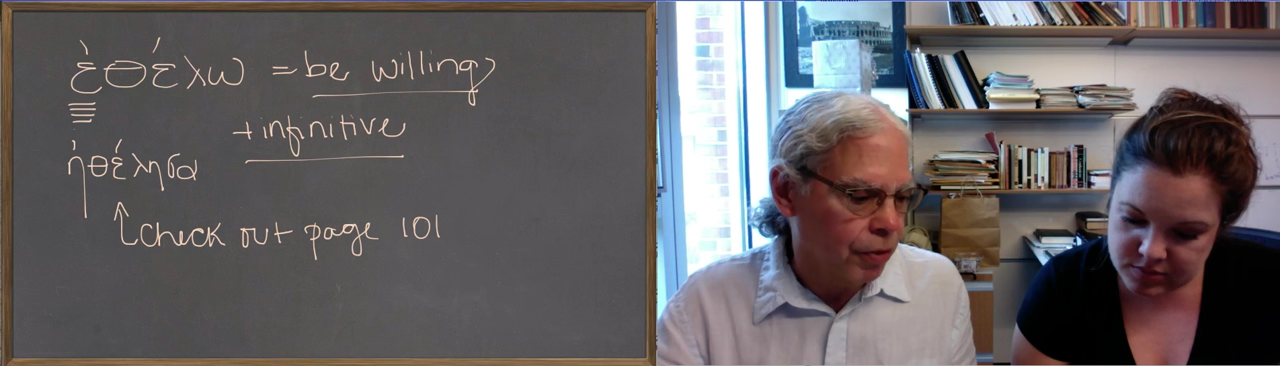 ἐθέλω = be willing
+ infinitive
ἠθέλησα
check out page 101